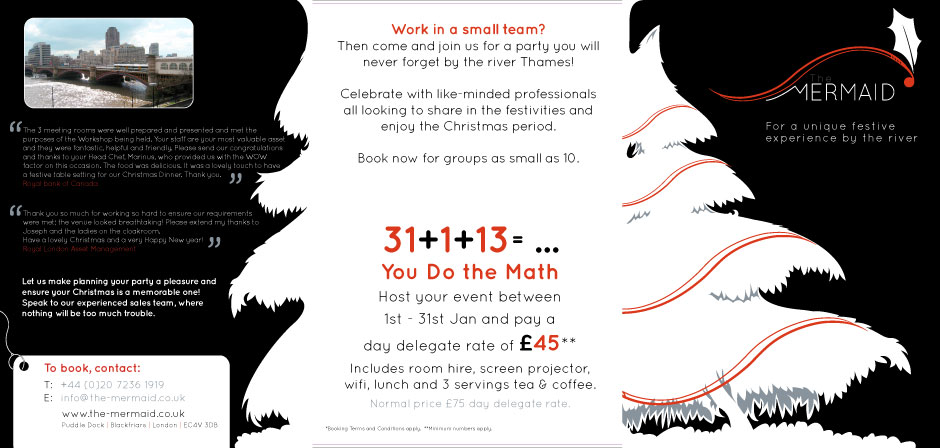 “ The 3 meeting rooms were well prepared and presented and met the
purposes of the Workshop being held. Your staff are your most valuable asset
and they were fantastic, helpful and friendly. Please send our congratulations
and thanks to your Head Chef, Marinus, who provided us with the WOW
factor on this occasion. The food was delicious. It was a lovely touch to have
a festive table setting for our Christmas Dinner. Thank you. ”
Royal Bank of Canada
“ Thank you so much for working so hard to ensure our requirements
were met; the venue looked breathtaking! Please extend my thanks to
Joseph and the ladies on the cloakroom.
Have a lovely Christmas and a very Happy New year! ”
Royal London Asset Management
Let us make planning your party a pleasure and
ensure your Christmas is a memorable one!
Speak to our experienced sales team, where
nothing will be too much trouble.
To book, contact:
T: +44 (0)20 7236 1919
E: info@the-mermaid.co.uk
www.the-mermaid.co.uk
Puddle Dock | Blackfriars | London | EC4V 3DB
Work in a small team?
Then come and join us for a party you will
never forget by the river Thames!
Celebrate with like-minded professionals
all looking to share in the festivities and
enjoy the Christmas period.
Book now for groups as small as 10.
31+1+13= ...
You Do the Math
Host your event between
1st - 31st Jan and pay a
day delegate rate of £45**
Includes room hire, screen projector,
wifi, lunch and 3 servings tea & coffee.
Normal price £75 day delegate rate.
*Booking Terms and Conditions apply. **Minimum numbers apply.
The
MERMAID
For a unique festive
experience by the river